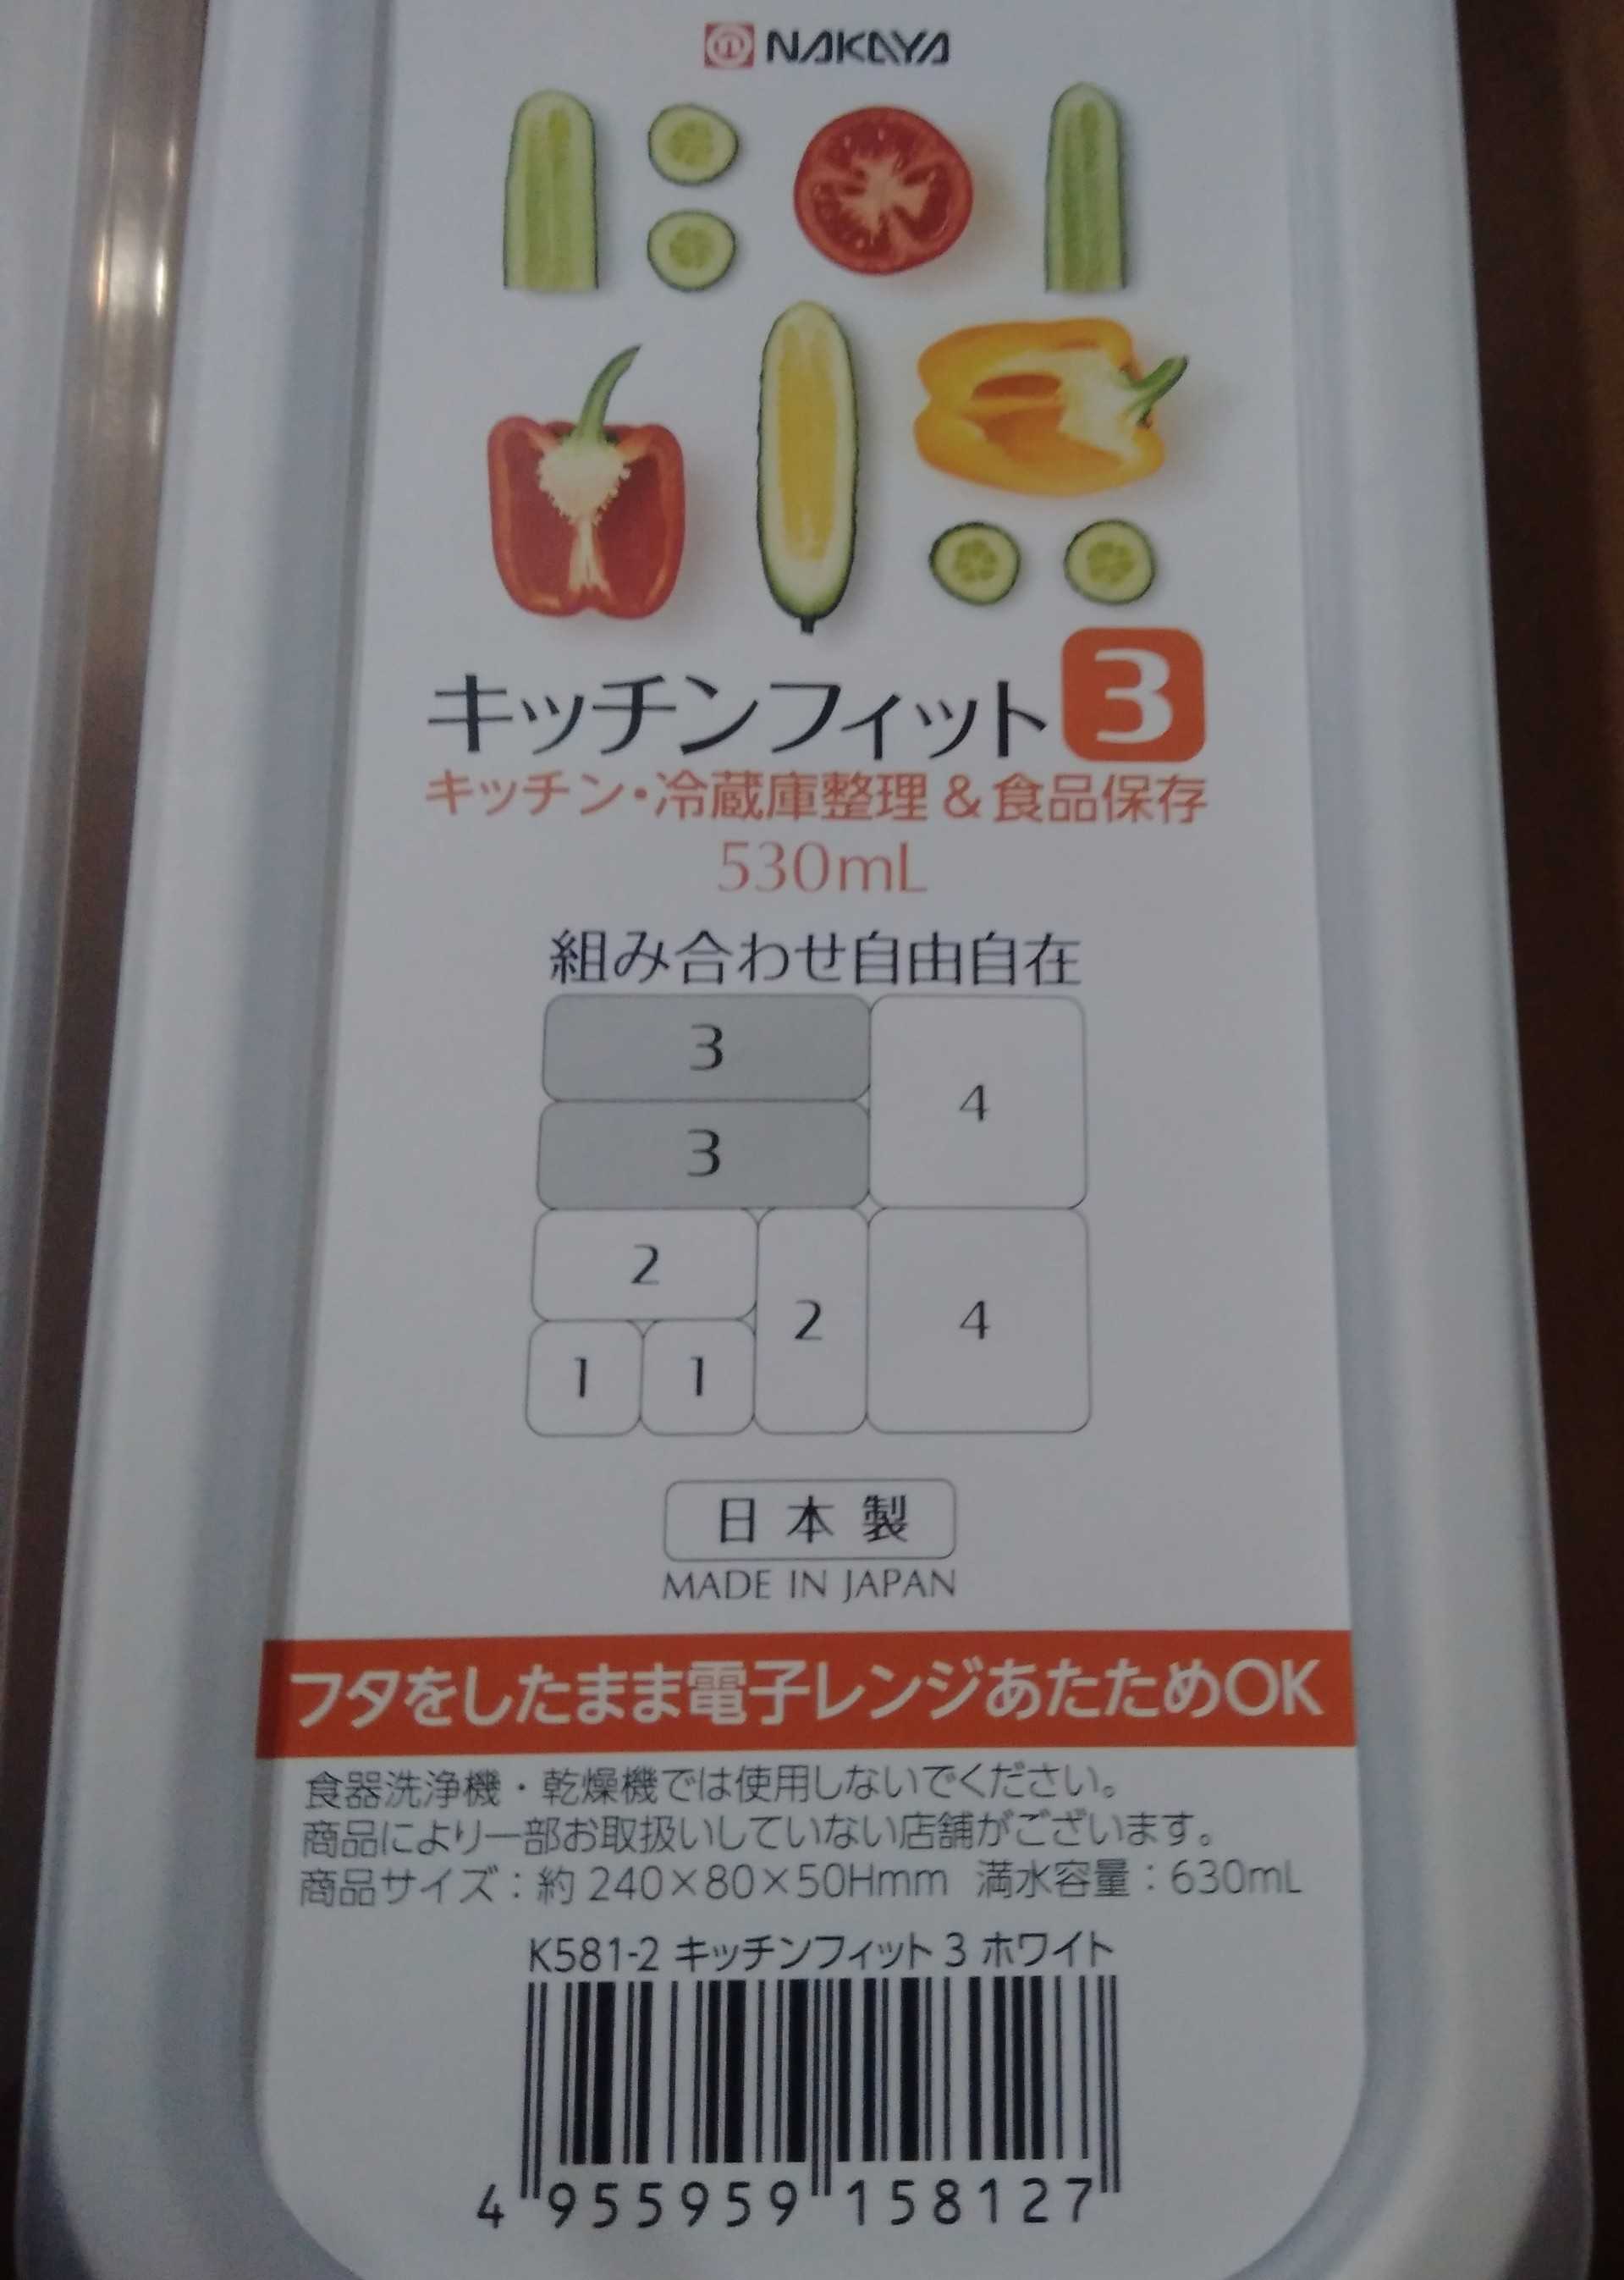 NAKAYA
キッチンフィット3
キッチン・冷蔵庫整理&食品保存
530mL
組み合わせ自由自在
3
4
3
2
2
4
1 1
日本製
MADE IN JAPAN
フタをしたまま電子レンジあたためOK
食器洗浄機・乾燥機では使用しないでください。
商品により一部お取扱いしていない店舗がございます。
商品サイズ:約240×80×50Hmm 満水容量:630mL
K581-2 キッチンフィット3 ホワイト
4 955959 158127